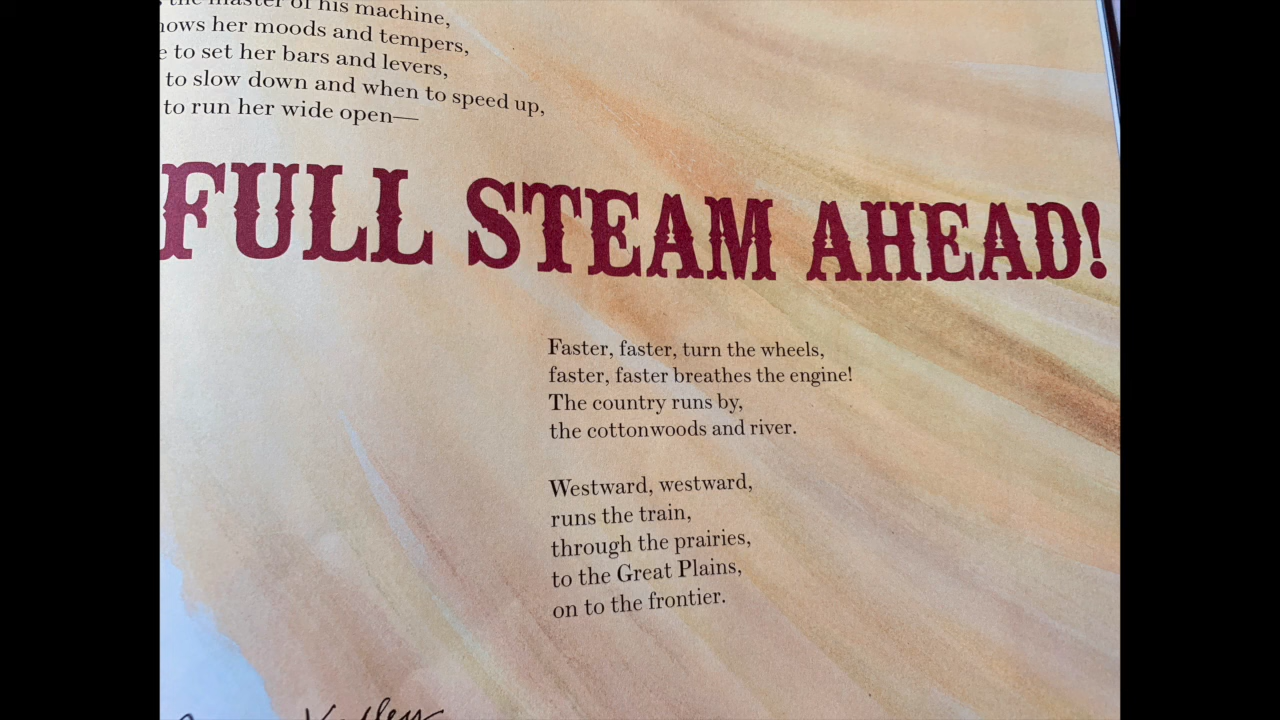 the master of his machine,
her moods and tempers,
to set her bars and levers,
to slow down and when to speed up,
to run her wide open—
FULL STEAM AHEAD!
Faster, faster, turn the wheels,
faster, faster breathes the engine!
The country runs by,
the cottonwoods and river.
Westward, westward,
runs the train,
through the prairies,
to the Great Plains,
on to the frontier.
Valley